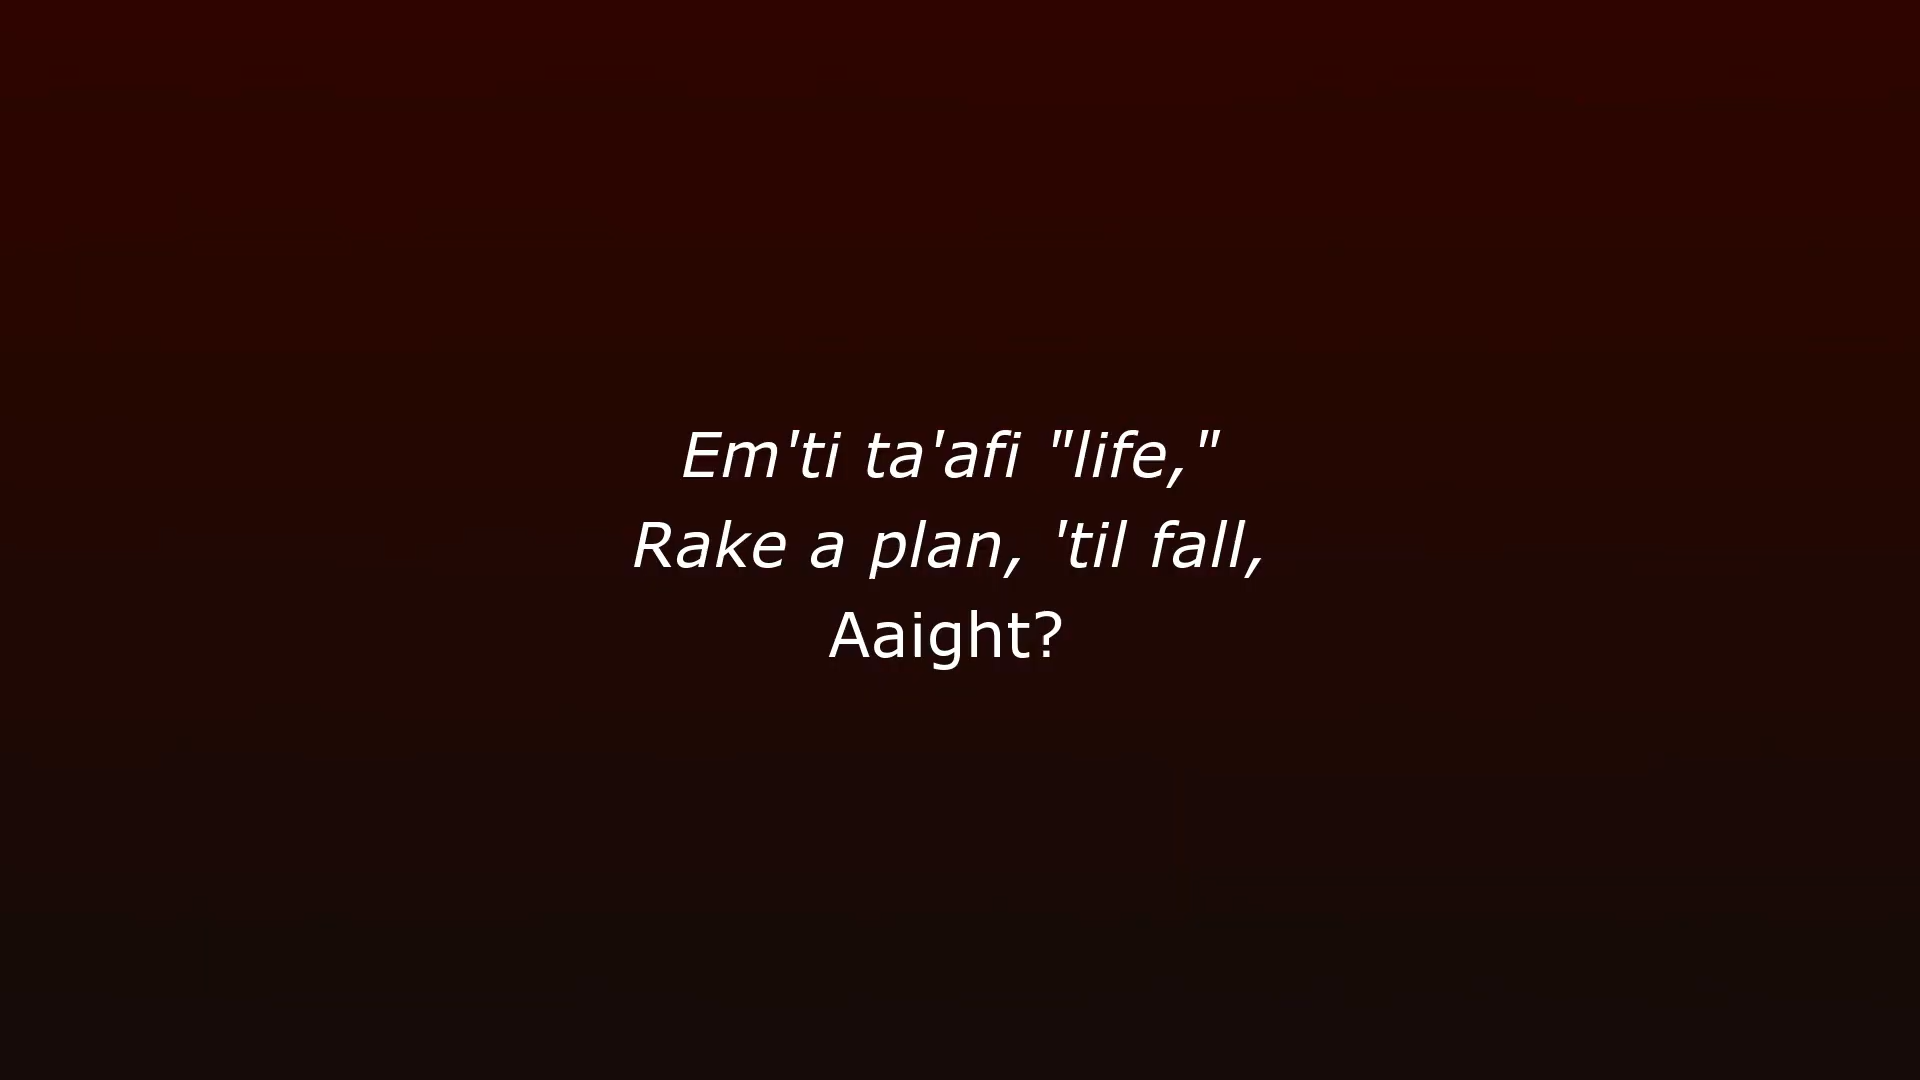 Em'ti ta'afi "life,"
Rake a plan, 'til fall,
Aaight?